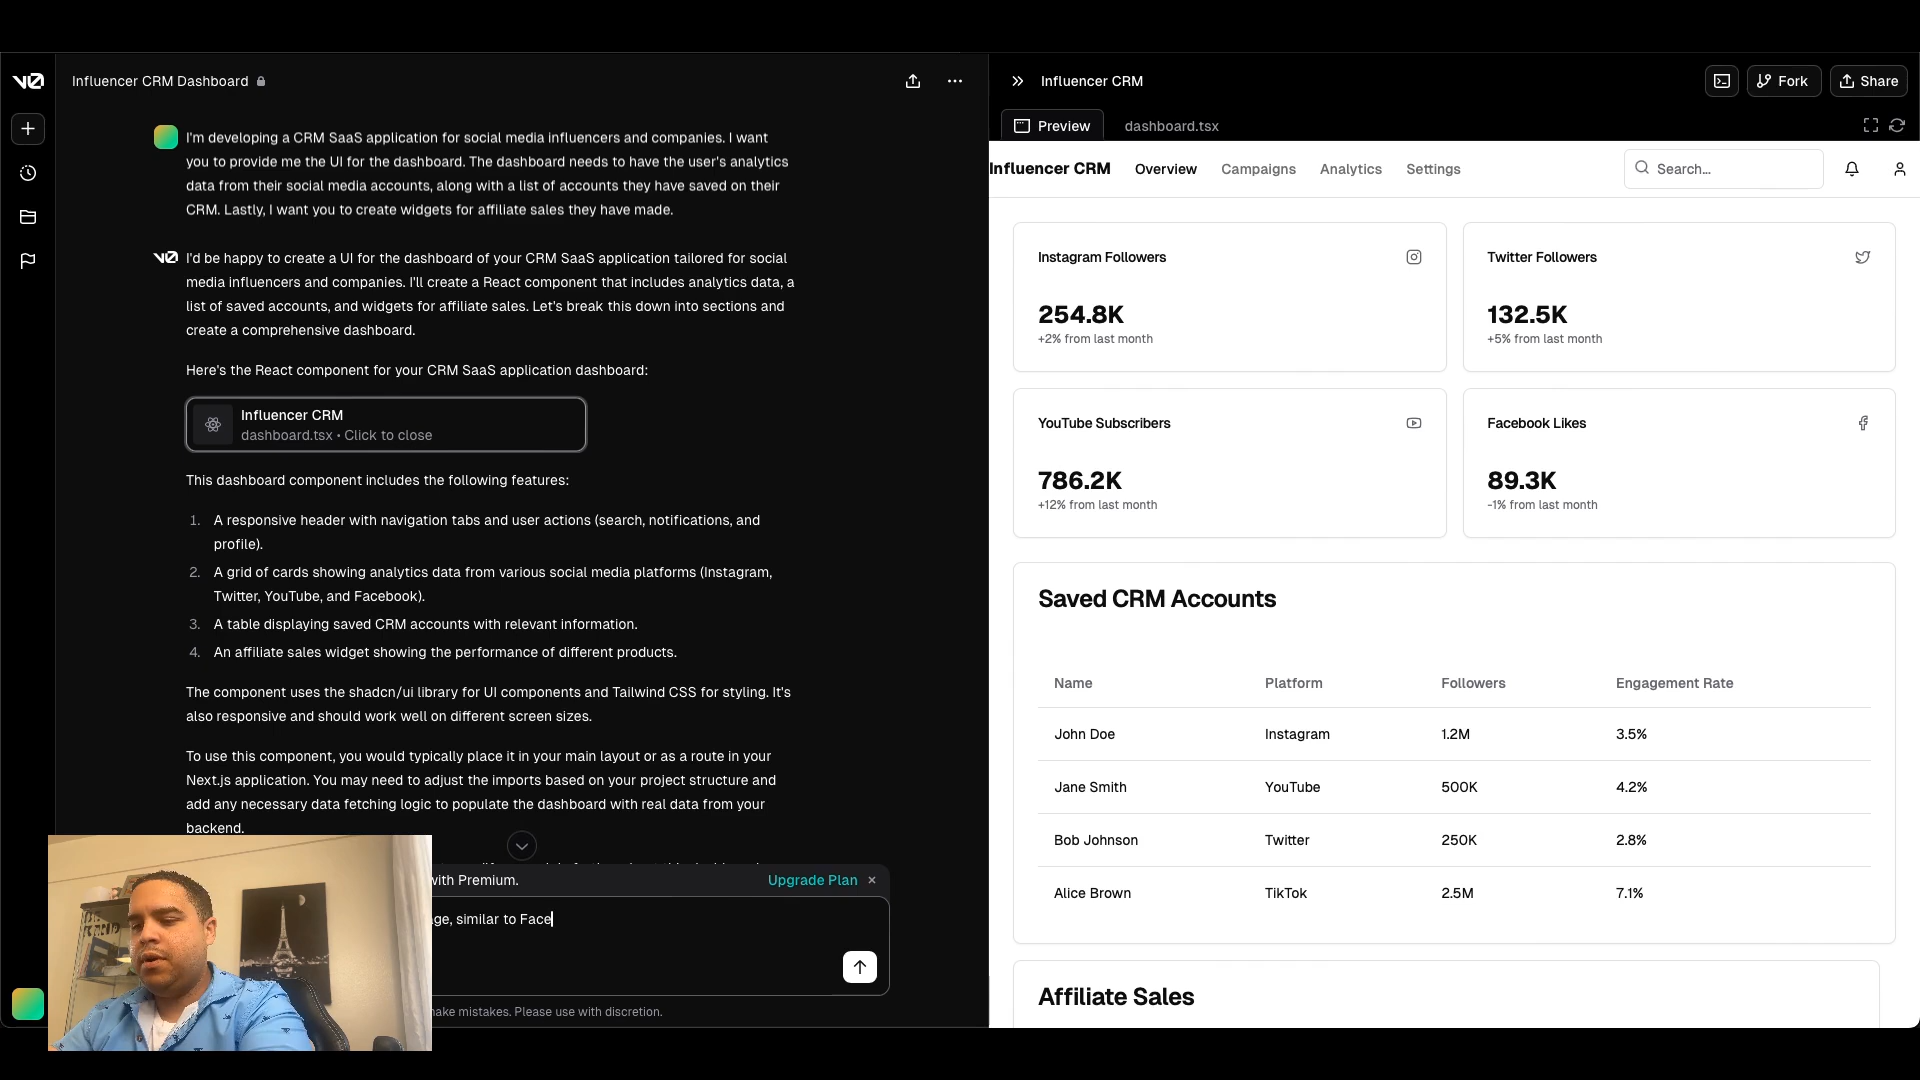 v0
Influencer CRM Dashboard
I'm developing a CRM SaaS application for social media influencers and companies. I want
you to provide me the UI for the dashboard. The dashboard needs to have the user's analytics
data from their social media accounts, along with a list of accounts they have saved on their
CRM. Lastly, I want you to create widgets for affiliate sales they have made.
v0
I'd be happy to create a UI for the dashboard of your CRM SaaS application tailored for social
media influencers and companies. I'll create a React component that includes analytics data, a
list of saved accounts, and widgets for affiliate sales. Let's break this down into sections and
create a comprehensive dashboard.
Here's the React component for your CRM SaaS application dashboard:
Influencer CRM
dashboard.tsx • Click to close
This dashboard component includes the following features:
1. A responsive header with navigation tabs and user actions (search, notifications, and
profile).
2. A grid of cards showing analytics data from various social media platforms (Instagram,
Twitter, YouTube, and Facebook).
3. A table displaying saved CRM accounts with relevant information.
4. An affiliate sales widget showing the performance of different products.
The component uses the shadcn/ui library for UI components and Tailwind CSS for styling. It's
also responsive and should work well on different screen sizes.
To use this component, you would typically place it in your main layout or as a route in your
Next.js application. You may need to adjust the imports based on your project structure and
add any necessary data fetching logic to populate the dashboard with real data from your
backend.
with Premium.
Upgrade Plan ×
similar to Face
mistakes. Please use with discretion.
Influencer CRM
Fork
Share
Preview
dashboard.tsx
Influencer CRM
Overview
Campaigns
Analytics
Settings
Search...
Instagram Followers
254.8K
+2% from last month
Twitter Followers
132.5K
+5% from last month
YouTube Subscribers
786.2K
+12% from last month
Facebook Likes
89.3K
-1% from last month
Saved CRM Accounts
Name Platform Followers Engagement Rate
John Doe Instagram 1.2M 3.5%
Jane Smith YouTube 500K 4.2%
Bob Johnson Twitter 250K 2.8%
Alice Brown TikTok 2.5M 7.1%
Affiliate Sales